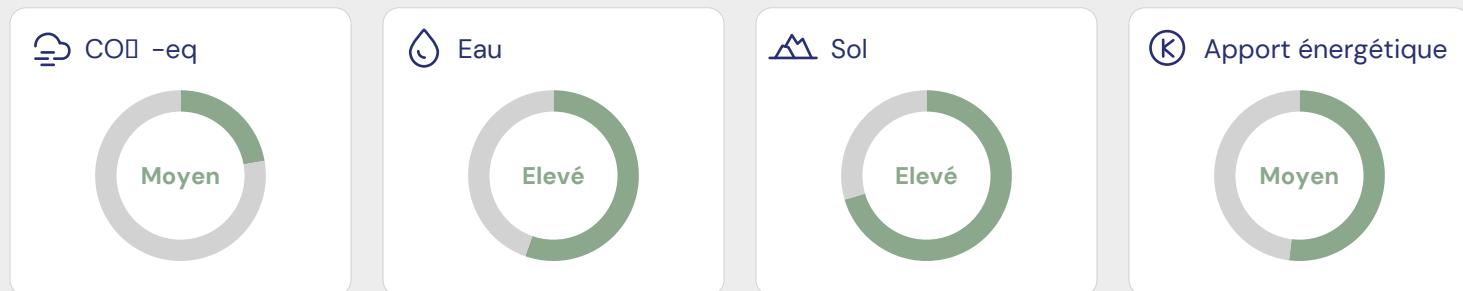 CO▯ -eq
Eau
Sol
Apport énergétique
Moyen
Elevé
Elevé
Moyen